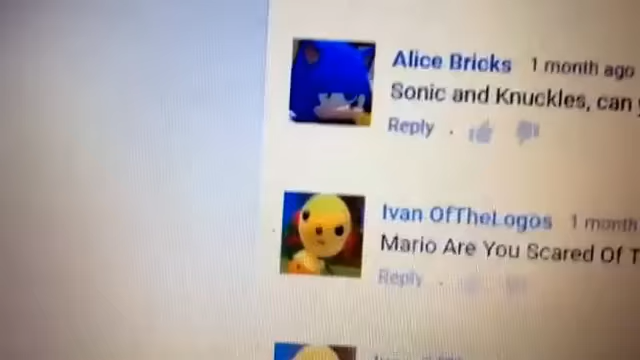 Alice Bricks 1 month ago
Sonic and Knuckles, can
Reply
Ivan OfTheLogos 1 month
Mario Are You Scared Of T
Reply